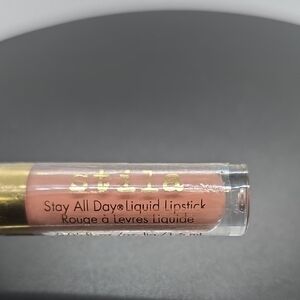 stila
Stay All Day® Liquid Lipstick
Rouge à Lèvres Liquide